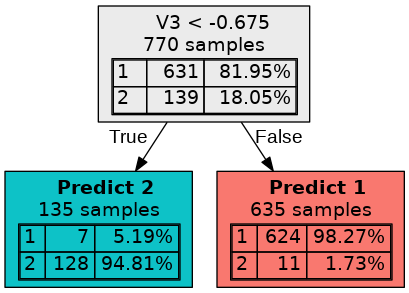 V3 < -0.675
770 samples
1 631 81.95%
2 139 18.05%
True False
Predict 2
135 samples
1 7 5.19%
2 128 94.81%
Predict 1
635 samples
1 624 98.27%
2 11 1.73%